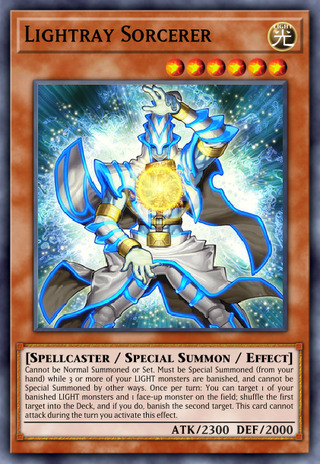 Lightray Sorcerer
LIGHT
光
[Spellcaster / Special Summon / Effect]
Cannot be Normal Summoned or Set. Must be Special Summoned (from your
hand) while 3 or more of your LIGHT monsters are banished, and cannot be
Special Summoned by other ways. Once per turn: You can target 1 of your
banished LIGHT monsters and 1 face-up monster on the field; shuffle the first
target into the Deck, and if you do, banish the second target. This card cannot
attack during the turn you activate this effect.
ATK/2300 DEF/2000